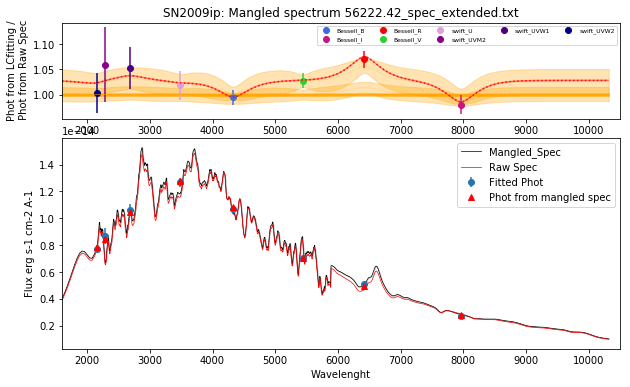 SN2009ip: Mangled spectrum 56222.42_spec_extended.txt
Phot from LCfitting /
Phot from Raw Spec
1.10
1.05
1.00
Bessell_B Bessell_R swift_U swift_UVW1 swift_UVW2
Bessell_I Bessell_V swift_UVM2
2000 3000 4000 5000 6000 7000 8000 9000 10000
1e−14
Flux erg s-1 cm-2 A-1
1.4
1.2
1.0
0.8
0.6
0.4
0.2
Mangled_Spec
Raw Spec
Fitted Phot
Phot from mangled spec
2000 3000 4000 5000 6000 7000 8000 9000 10000
Wavelenght